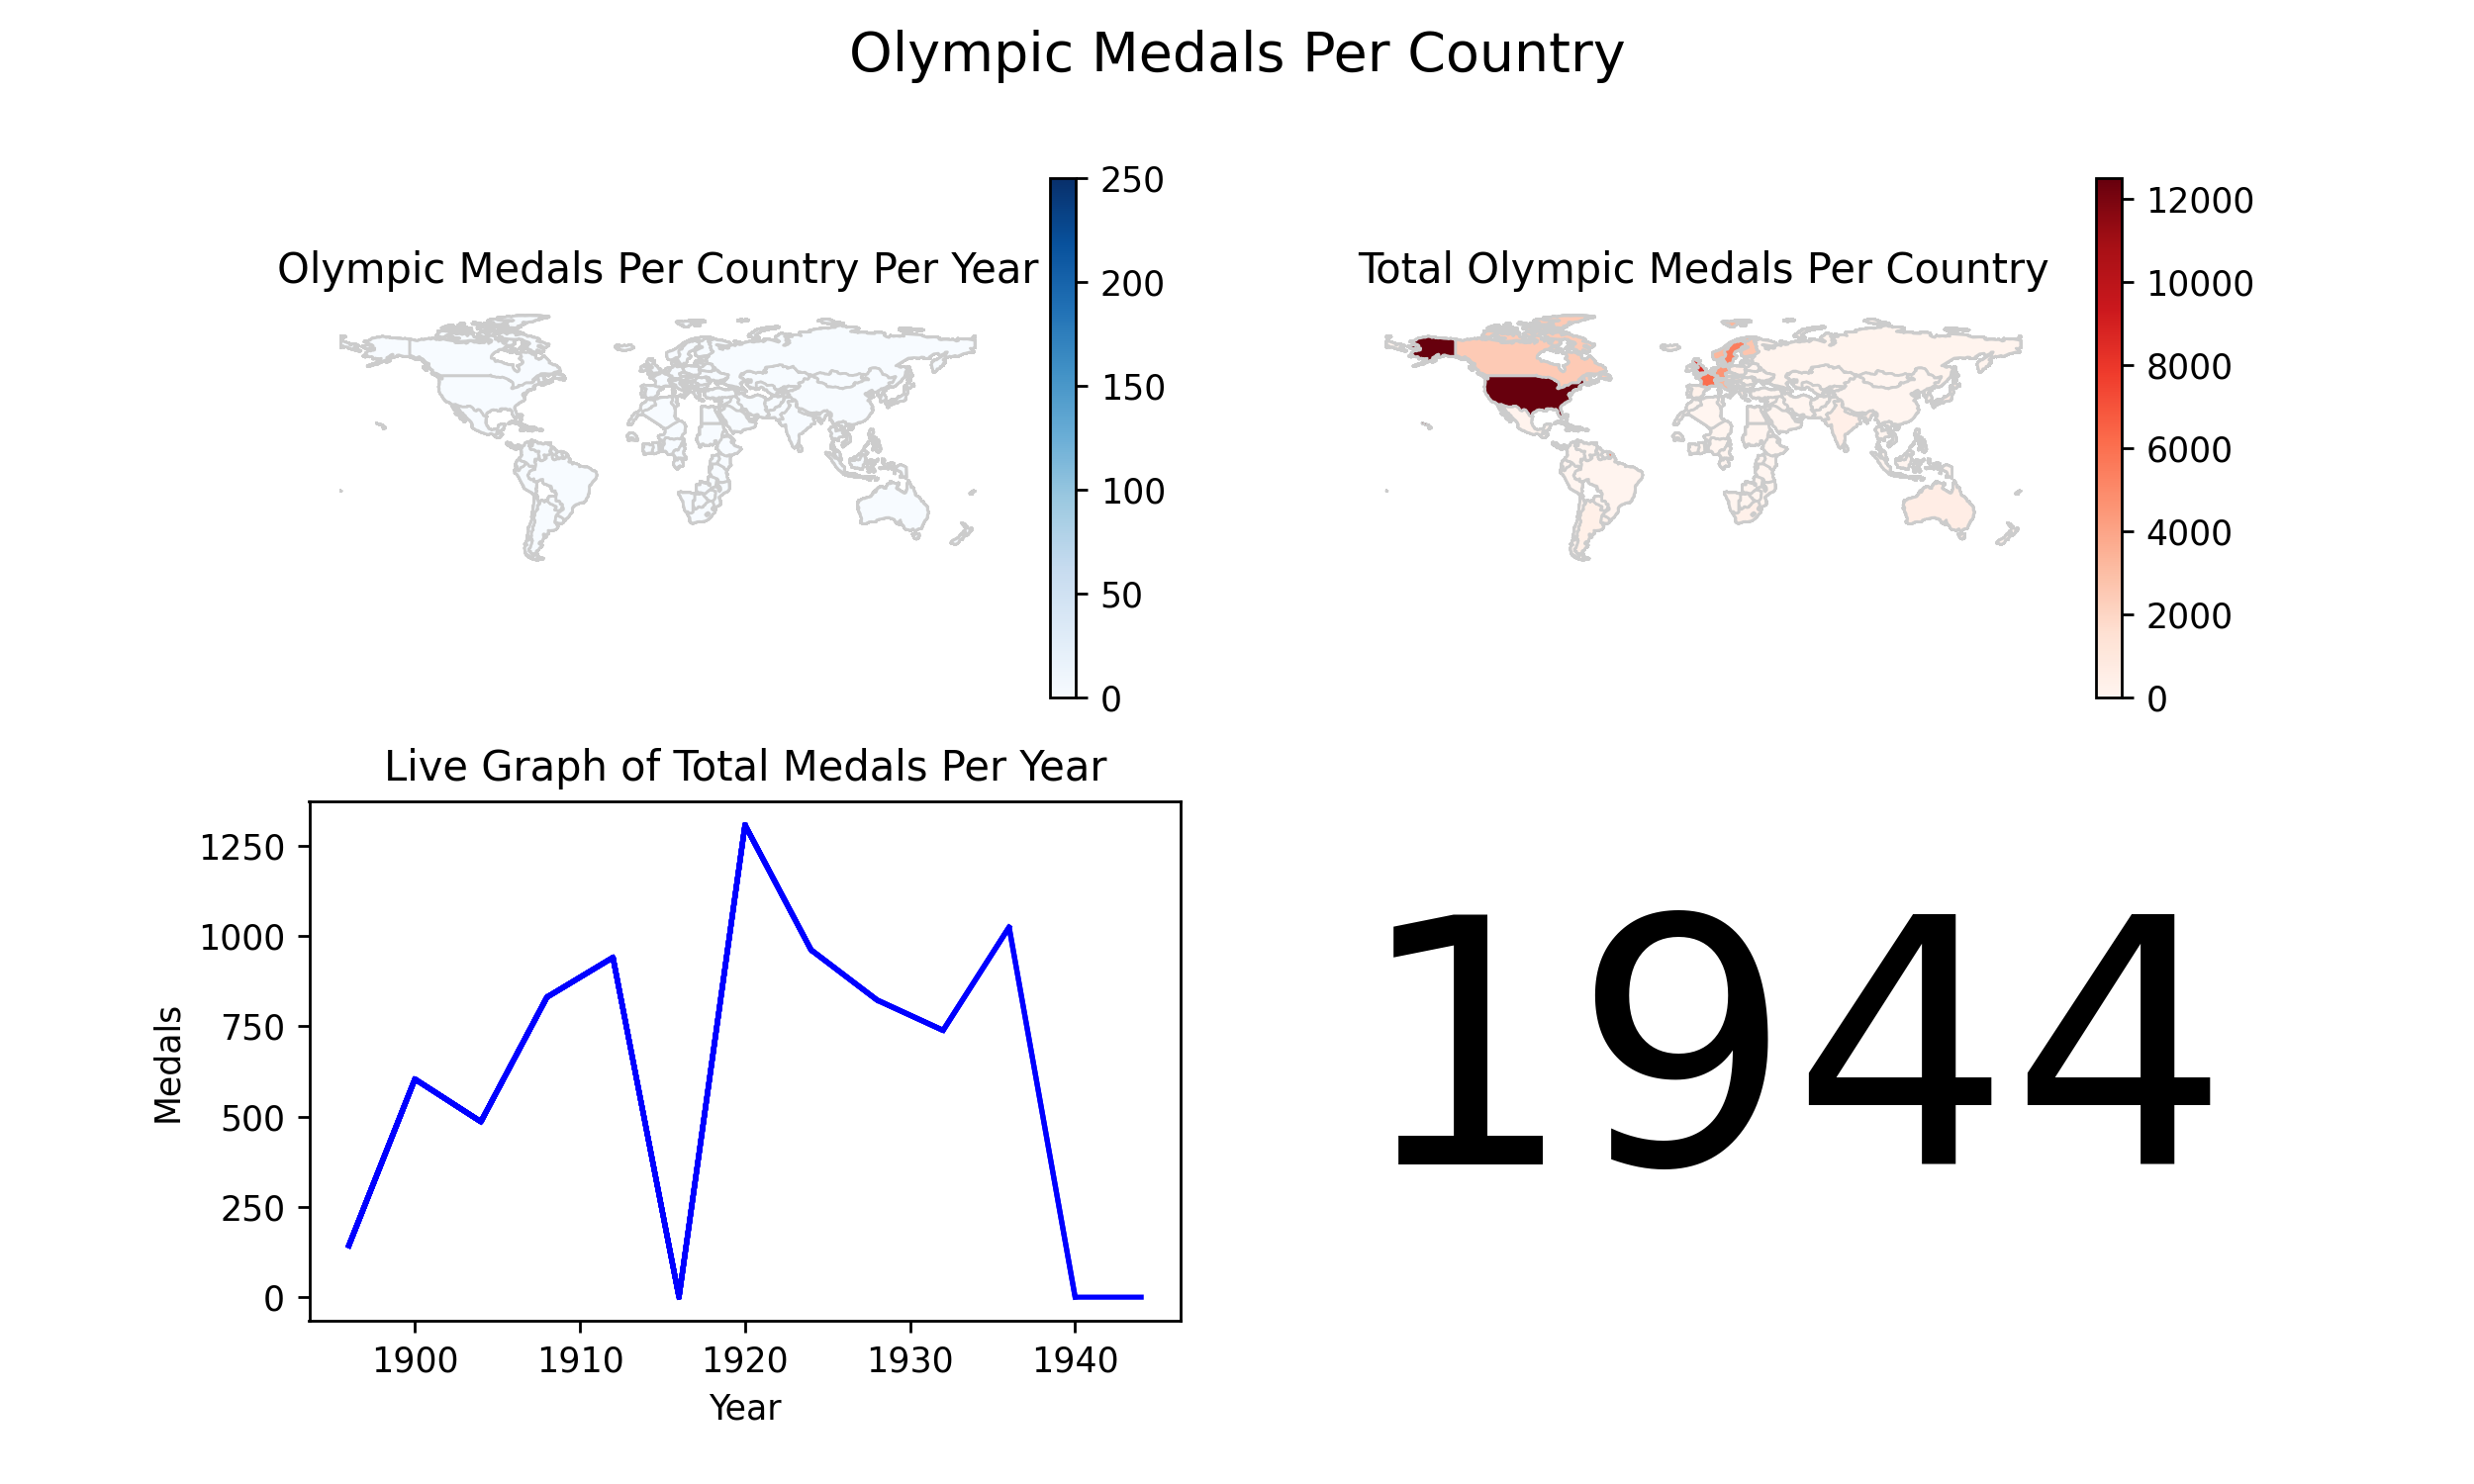 Olympic Medals Per Country
Olympic Medals Per Country Per Year
250
200
150
100
50
0
Total Olympic Medals Per Country
12000
10000
8000
6000
4000
2000
0
Live Graph of Total Medals Per Year
Medals
1250
1000
750
500
250
0
1900 1910 1920 1930 1940
Year
1944